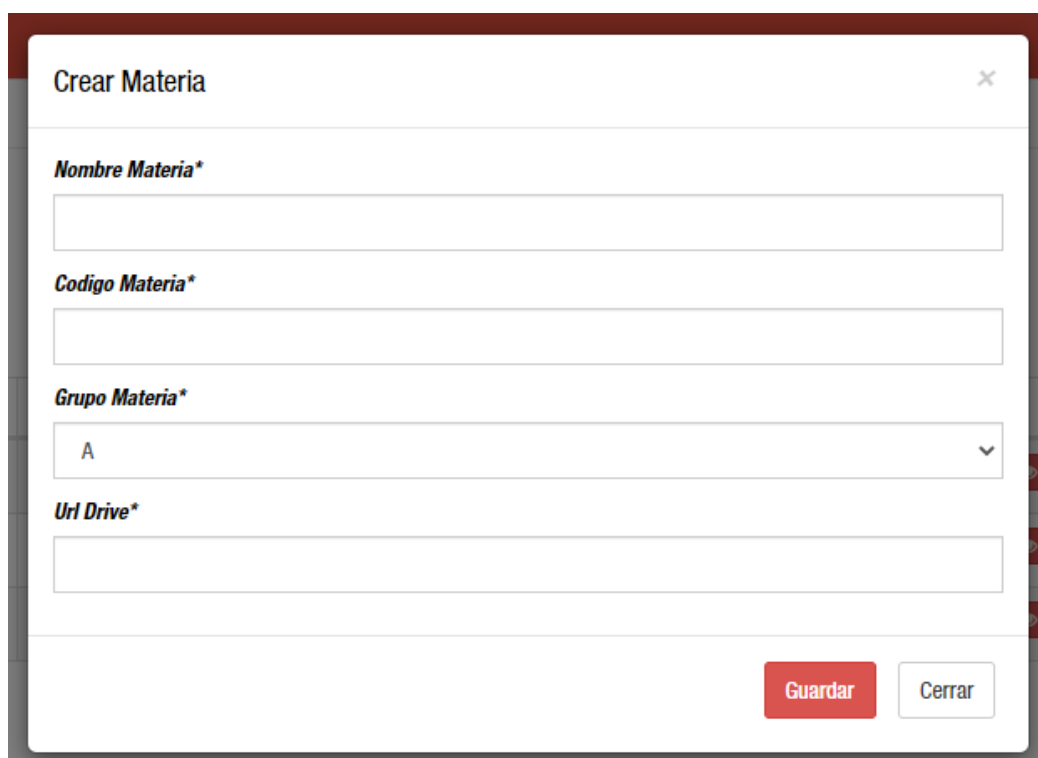 Crear Materia
×
Nombre Materia*
Codigo Materia*
Grupo Materia*
A
Url Drive*
Guardar
Cerrar